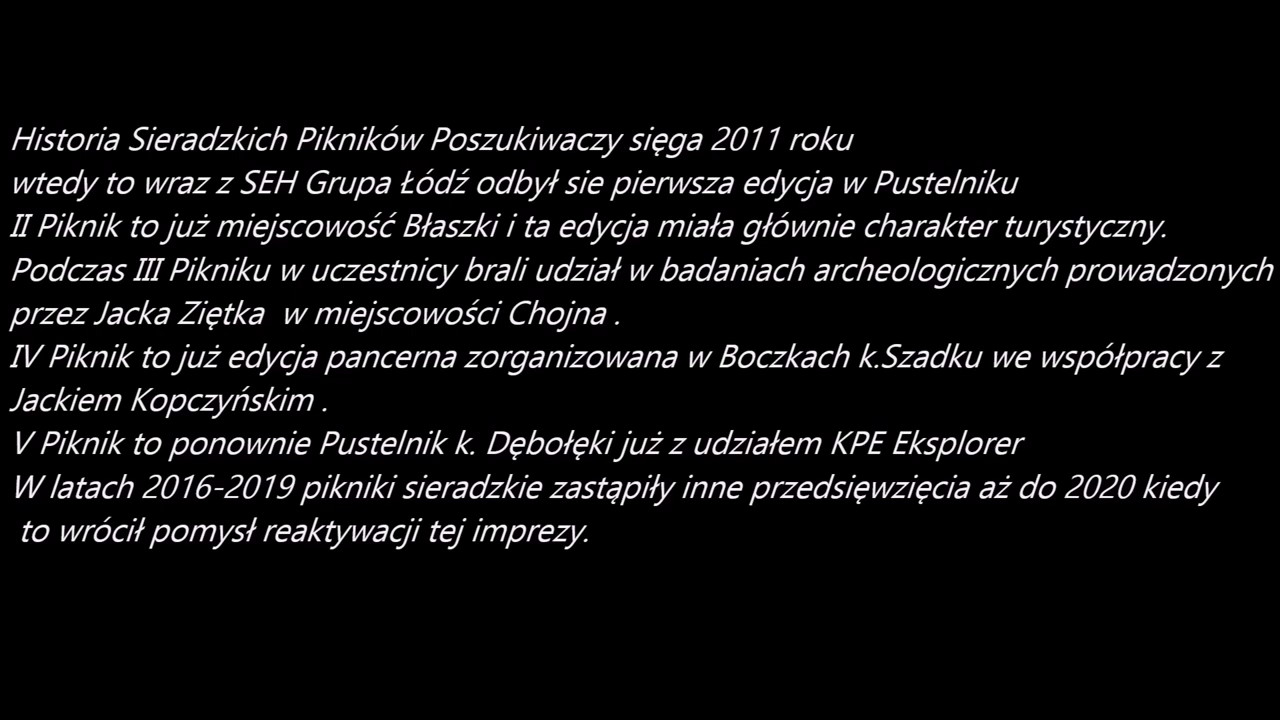 Historia Sieradzkich Pikników Poszukiwaczy sięga 2011 roku
wtedy to wraz z SEH Grupa Łódź odbył sie pierwsza edycja w Pustelniku
II Piknik to już miejscowość Błaszki i ta edycja miała głównie charakter turystyczny.
Podczas III Pikniku w uczestnicy brali udział w badaniach archeologicznych prowadzonych
przez Jacka Ziętka  w miejscowości Chojna .
IV Piknik to już edycja pancerna zorganizowana w Boczkach k.Szadku we współpracy z
Jackiem Kopczyńskim .
V Piknik to ponownie Pustelnik k. Dębołęki już z udziałem KPE Eksplorer
W latach 2016-2019 pikniki sieradzkie zastąpiły inne przedsięwzięcia aż do 2020 kiedy
to wrócił pomysł reaktywacji tej imprezy.